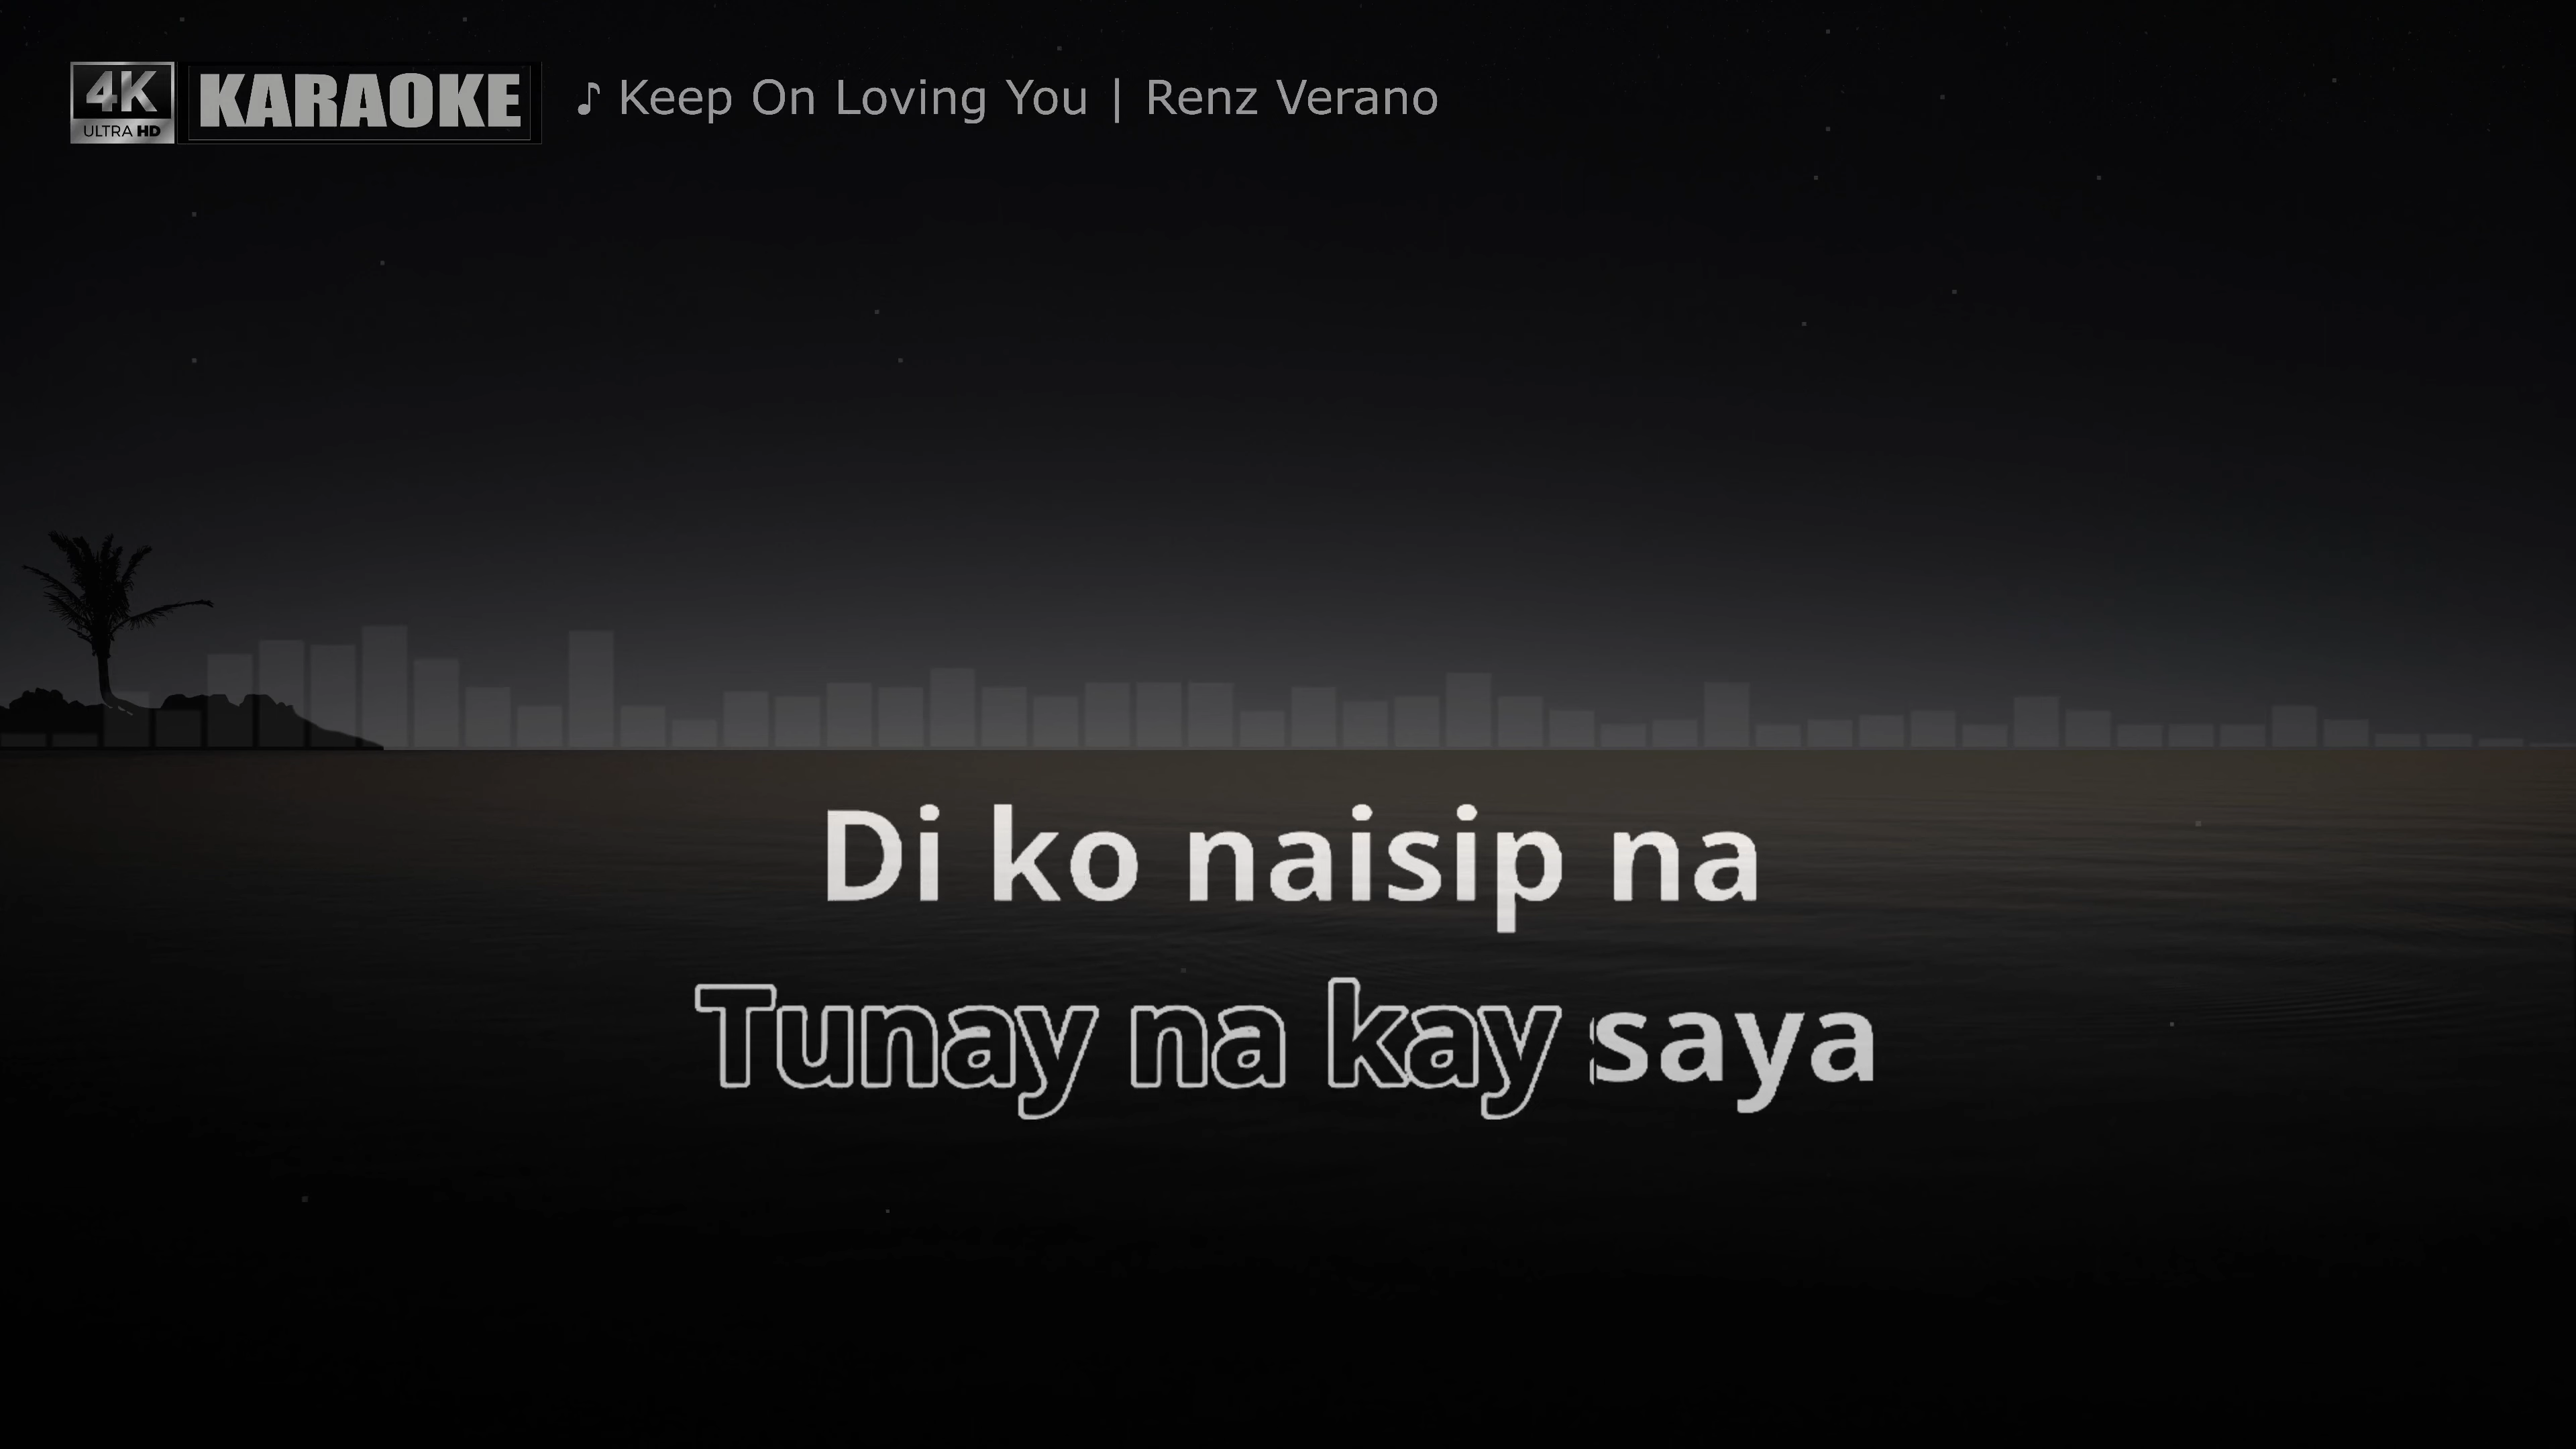 4K KARAOKE ♪ Keep On Loving You | Renz Verano
ULTRA HD
Di ko naisip na
Tunay na kay saya